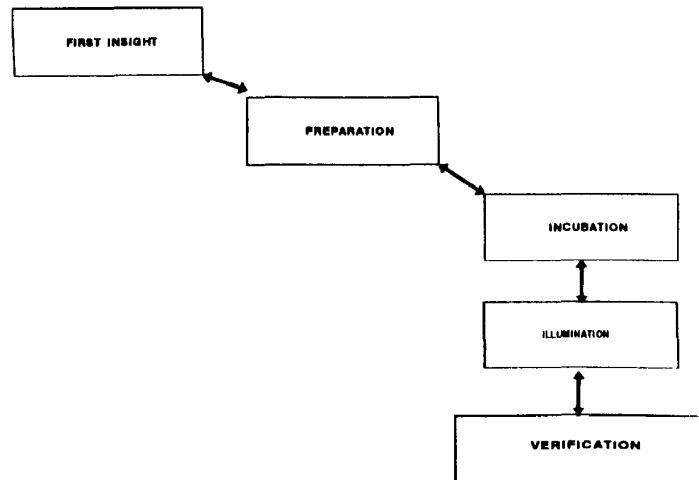 FIRST INSIGHT
PREPARATION
INCUBATION
ILLUMINATION
VERIFICATION